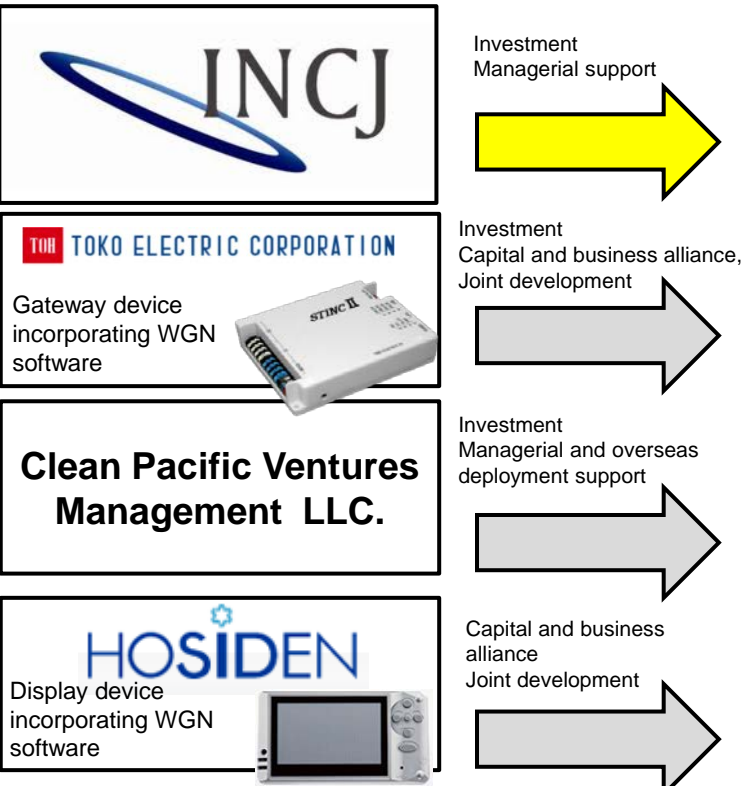 INCJ
Investment
Managerial support
TOKO ELECTRIC CORPORATION
Gateway device
incorporating WGN
software
STINC II
Investment
Capital and business alliance,
Joint development
Clean Pacific Ventures
Management LLC.
Investment
Managerial and overseas
deployment support
HOSIDEN
Display device
incorporating WGN
software
Capital and business
alliance
Joint development